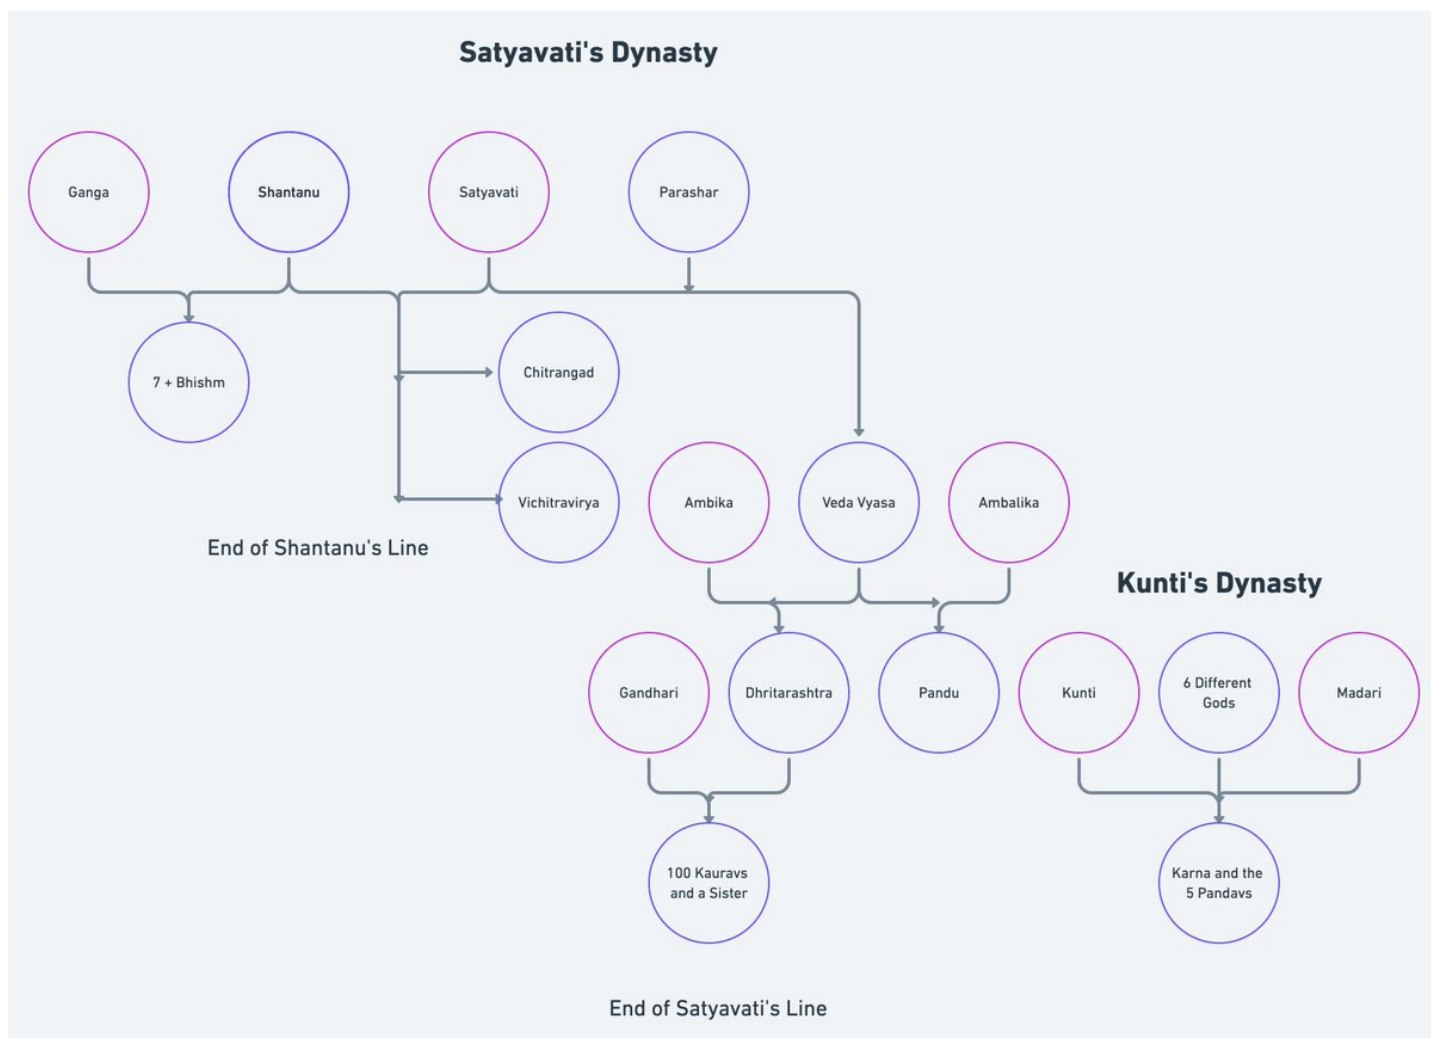 Satyavati's Dynasty
Ganga
Shantanu
Satyavati
Parashar
7 + Bhishm
Chitrangad
Vichitravirya
Ambika
Veda Vyasa
Ambalika
End of Shantanu's Line
Kunti's Dynasty
Gandhari
Dhritarashtra
Pandu
Kunti
6 Different
Gods
Madari
100 Kauravs
and a Sister
Karna and the
5 Pandavs
End of Satyavati's Line